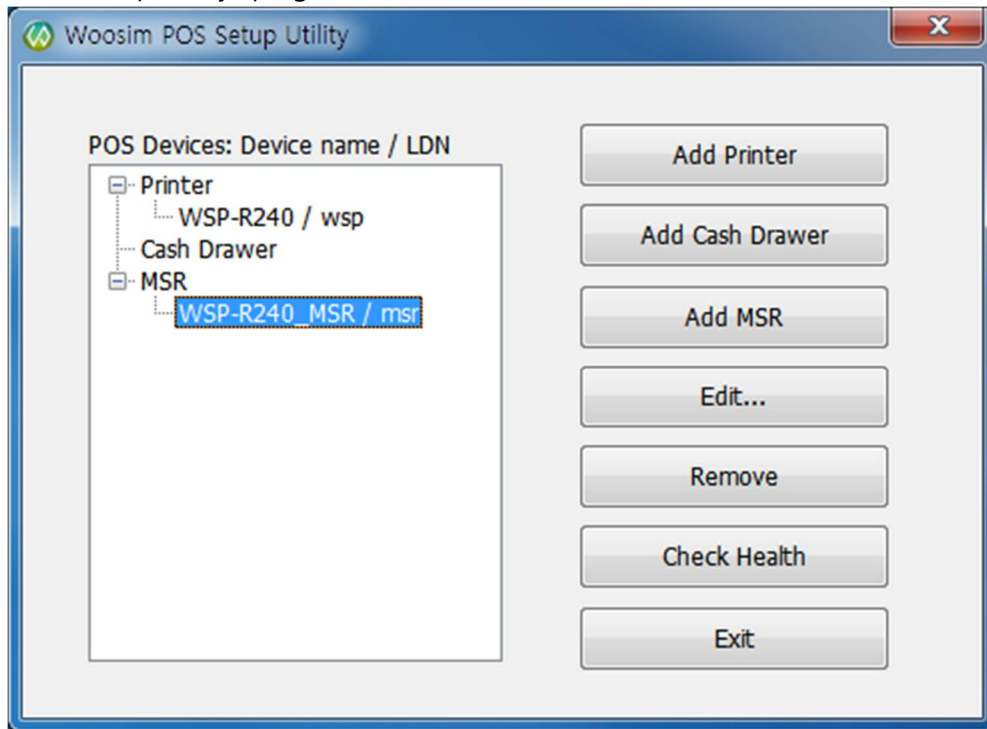 Woosim POS Setup Utility
POS Devices: Device name / LDN
Printer
WSP-R240 / wsp
Cash Drawer
MSR
WSP-R240_MSR / msr
Add Printer
Add Cash Drawer
Add MSR
Edit...
Remove
Check Health
Exit